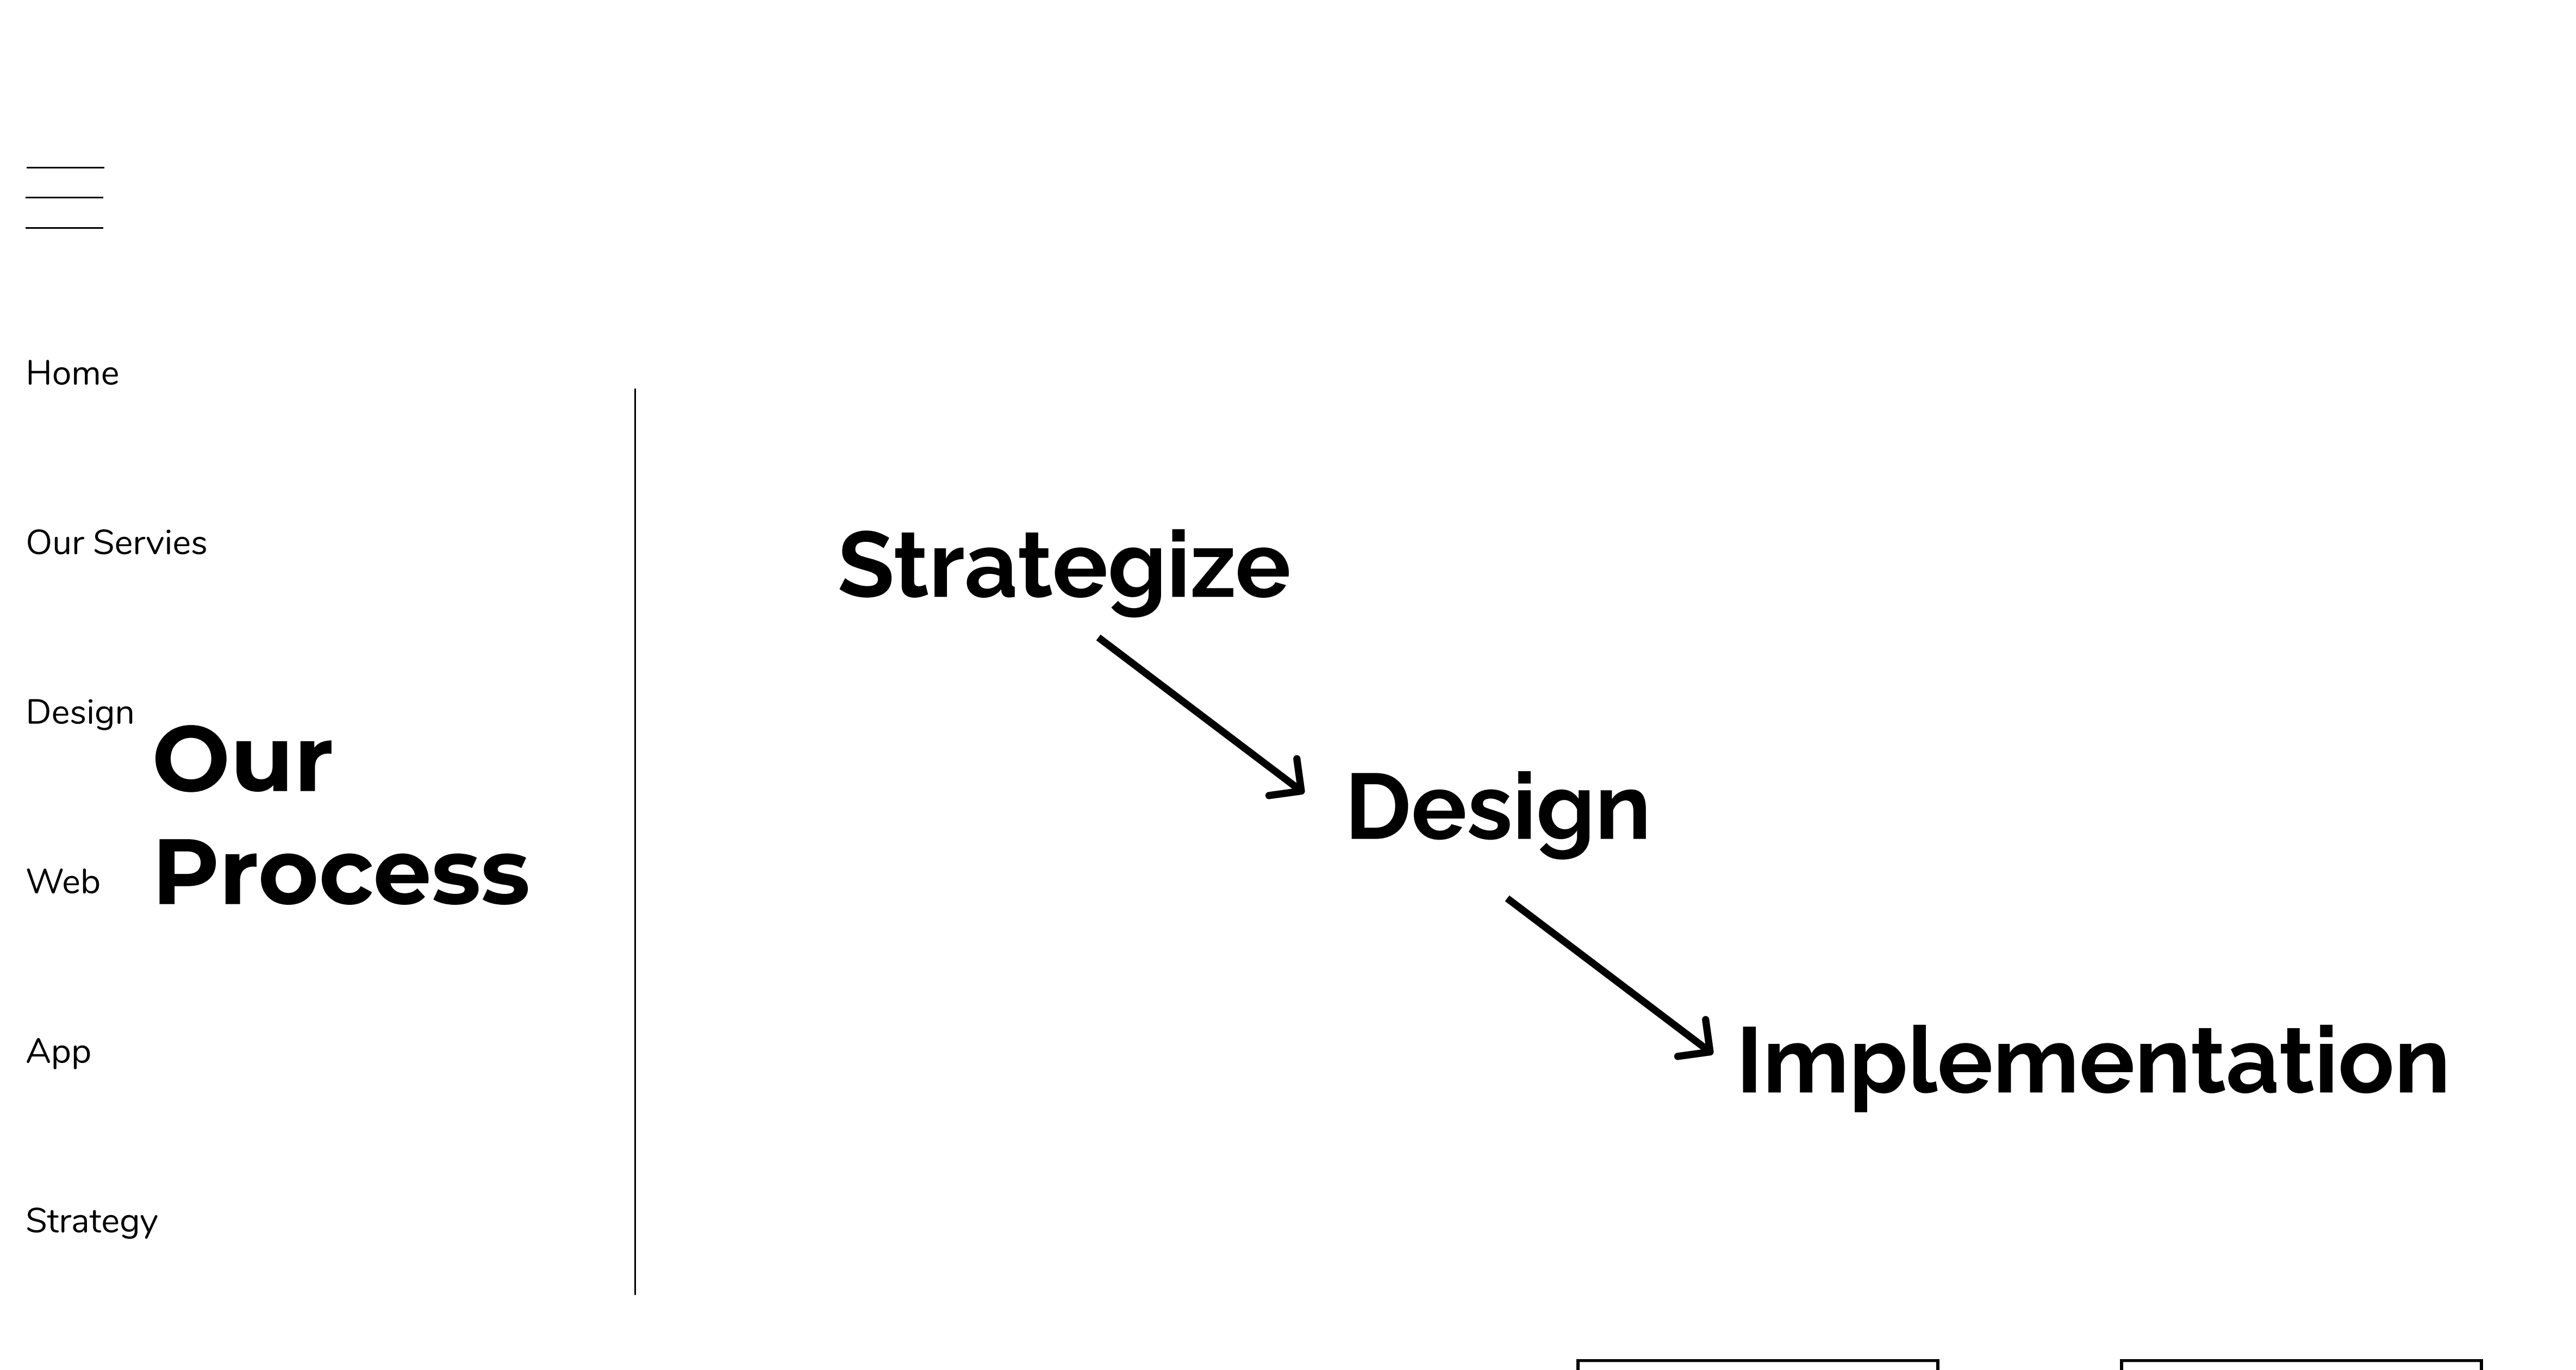 Home
Our Servies
Design
Web
App
Strategy
Our
Process
Strategize
Design
Implementation